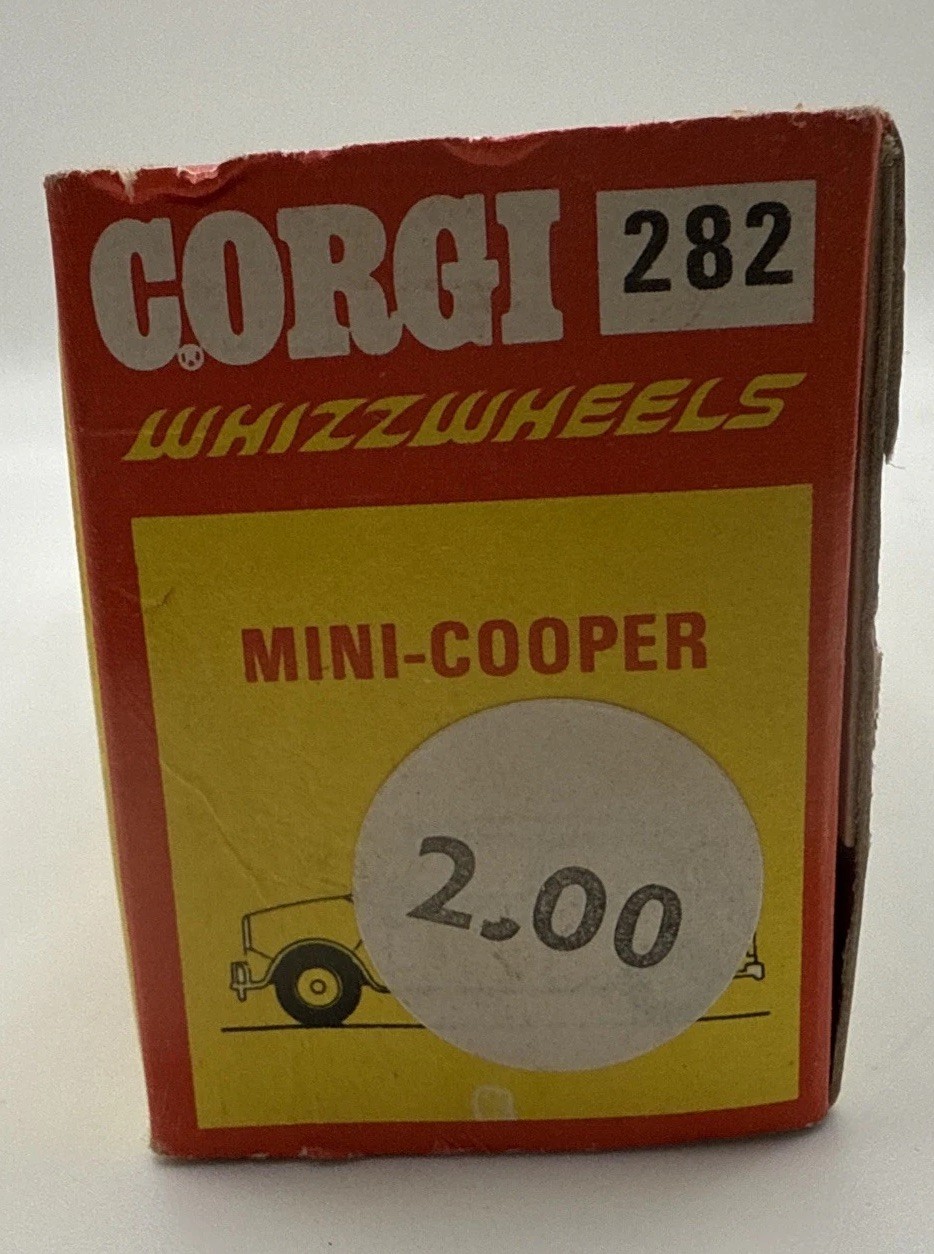 CORGI® 282
WHIZZWHEELS
MINI-COOPER
2.00